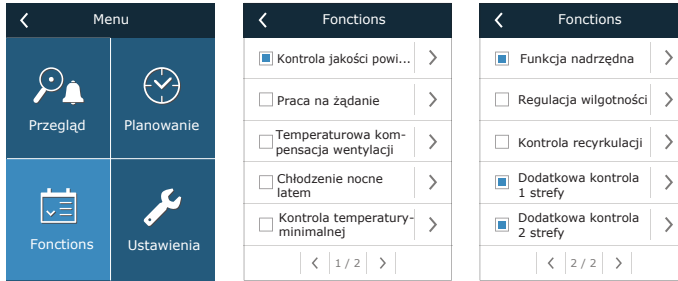 Menu
Przegląd
Planowanie
Fonctions
Ustawienia
Fonctions
Kontrola jakości powi...
Praca na żądanie
Temperaturowa kom-
pensacja wentylacji
Chłodzenie nocne
latem
Kontrola temperatury-
minimalnej
1 / 2
Fonctions
Funkcja nadrzędna
Regulacja wilgotności
Kontrola recyrkulacji
Dodatkowa kontrola
1 strefy
Dodatkowa kontrola
2 strefy
2 / 2